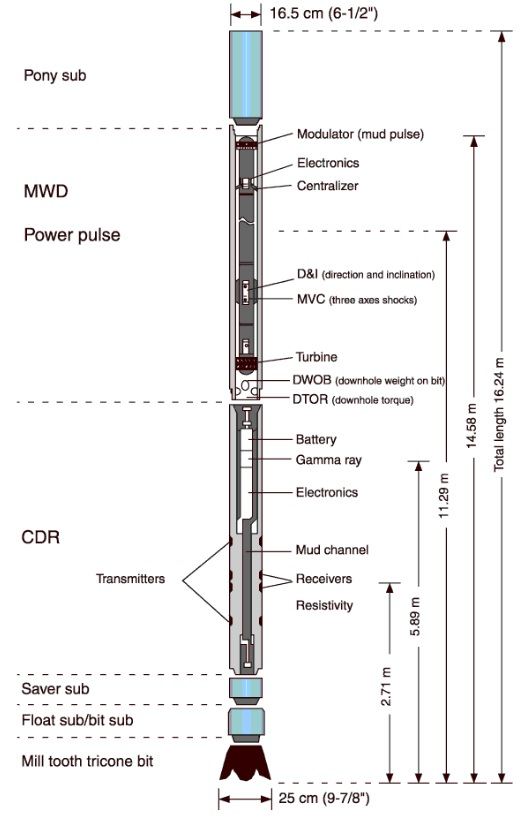 16.5 cm (6-1/2")
Pony sub
Modulator (mud pulse)
Electronics
MWD
Centralizer
Power pulse
D&I (direction and inclination)
MVC (three axes shocks)
Turbine
DWOB (downhole weight on bit)
DTOR (downhole torque)
Total length 16.24 m
14.58 m
11.29 m
Battery
Gamma ray
Electronics
CDR
Mud channel
Transmitters
Receivers
Resistivity
5.89 m
2.71 m
Saver sub
Float sub/bit sub
Mill tooth tricone bit
25 cm (9-7/8")